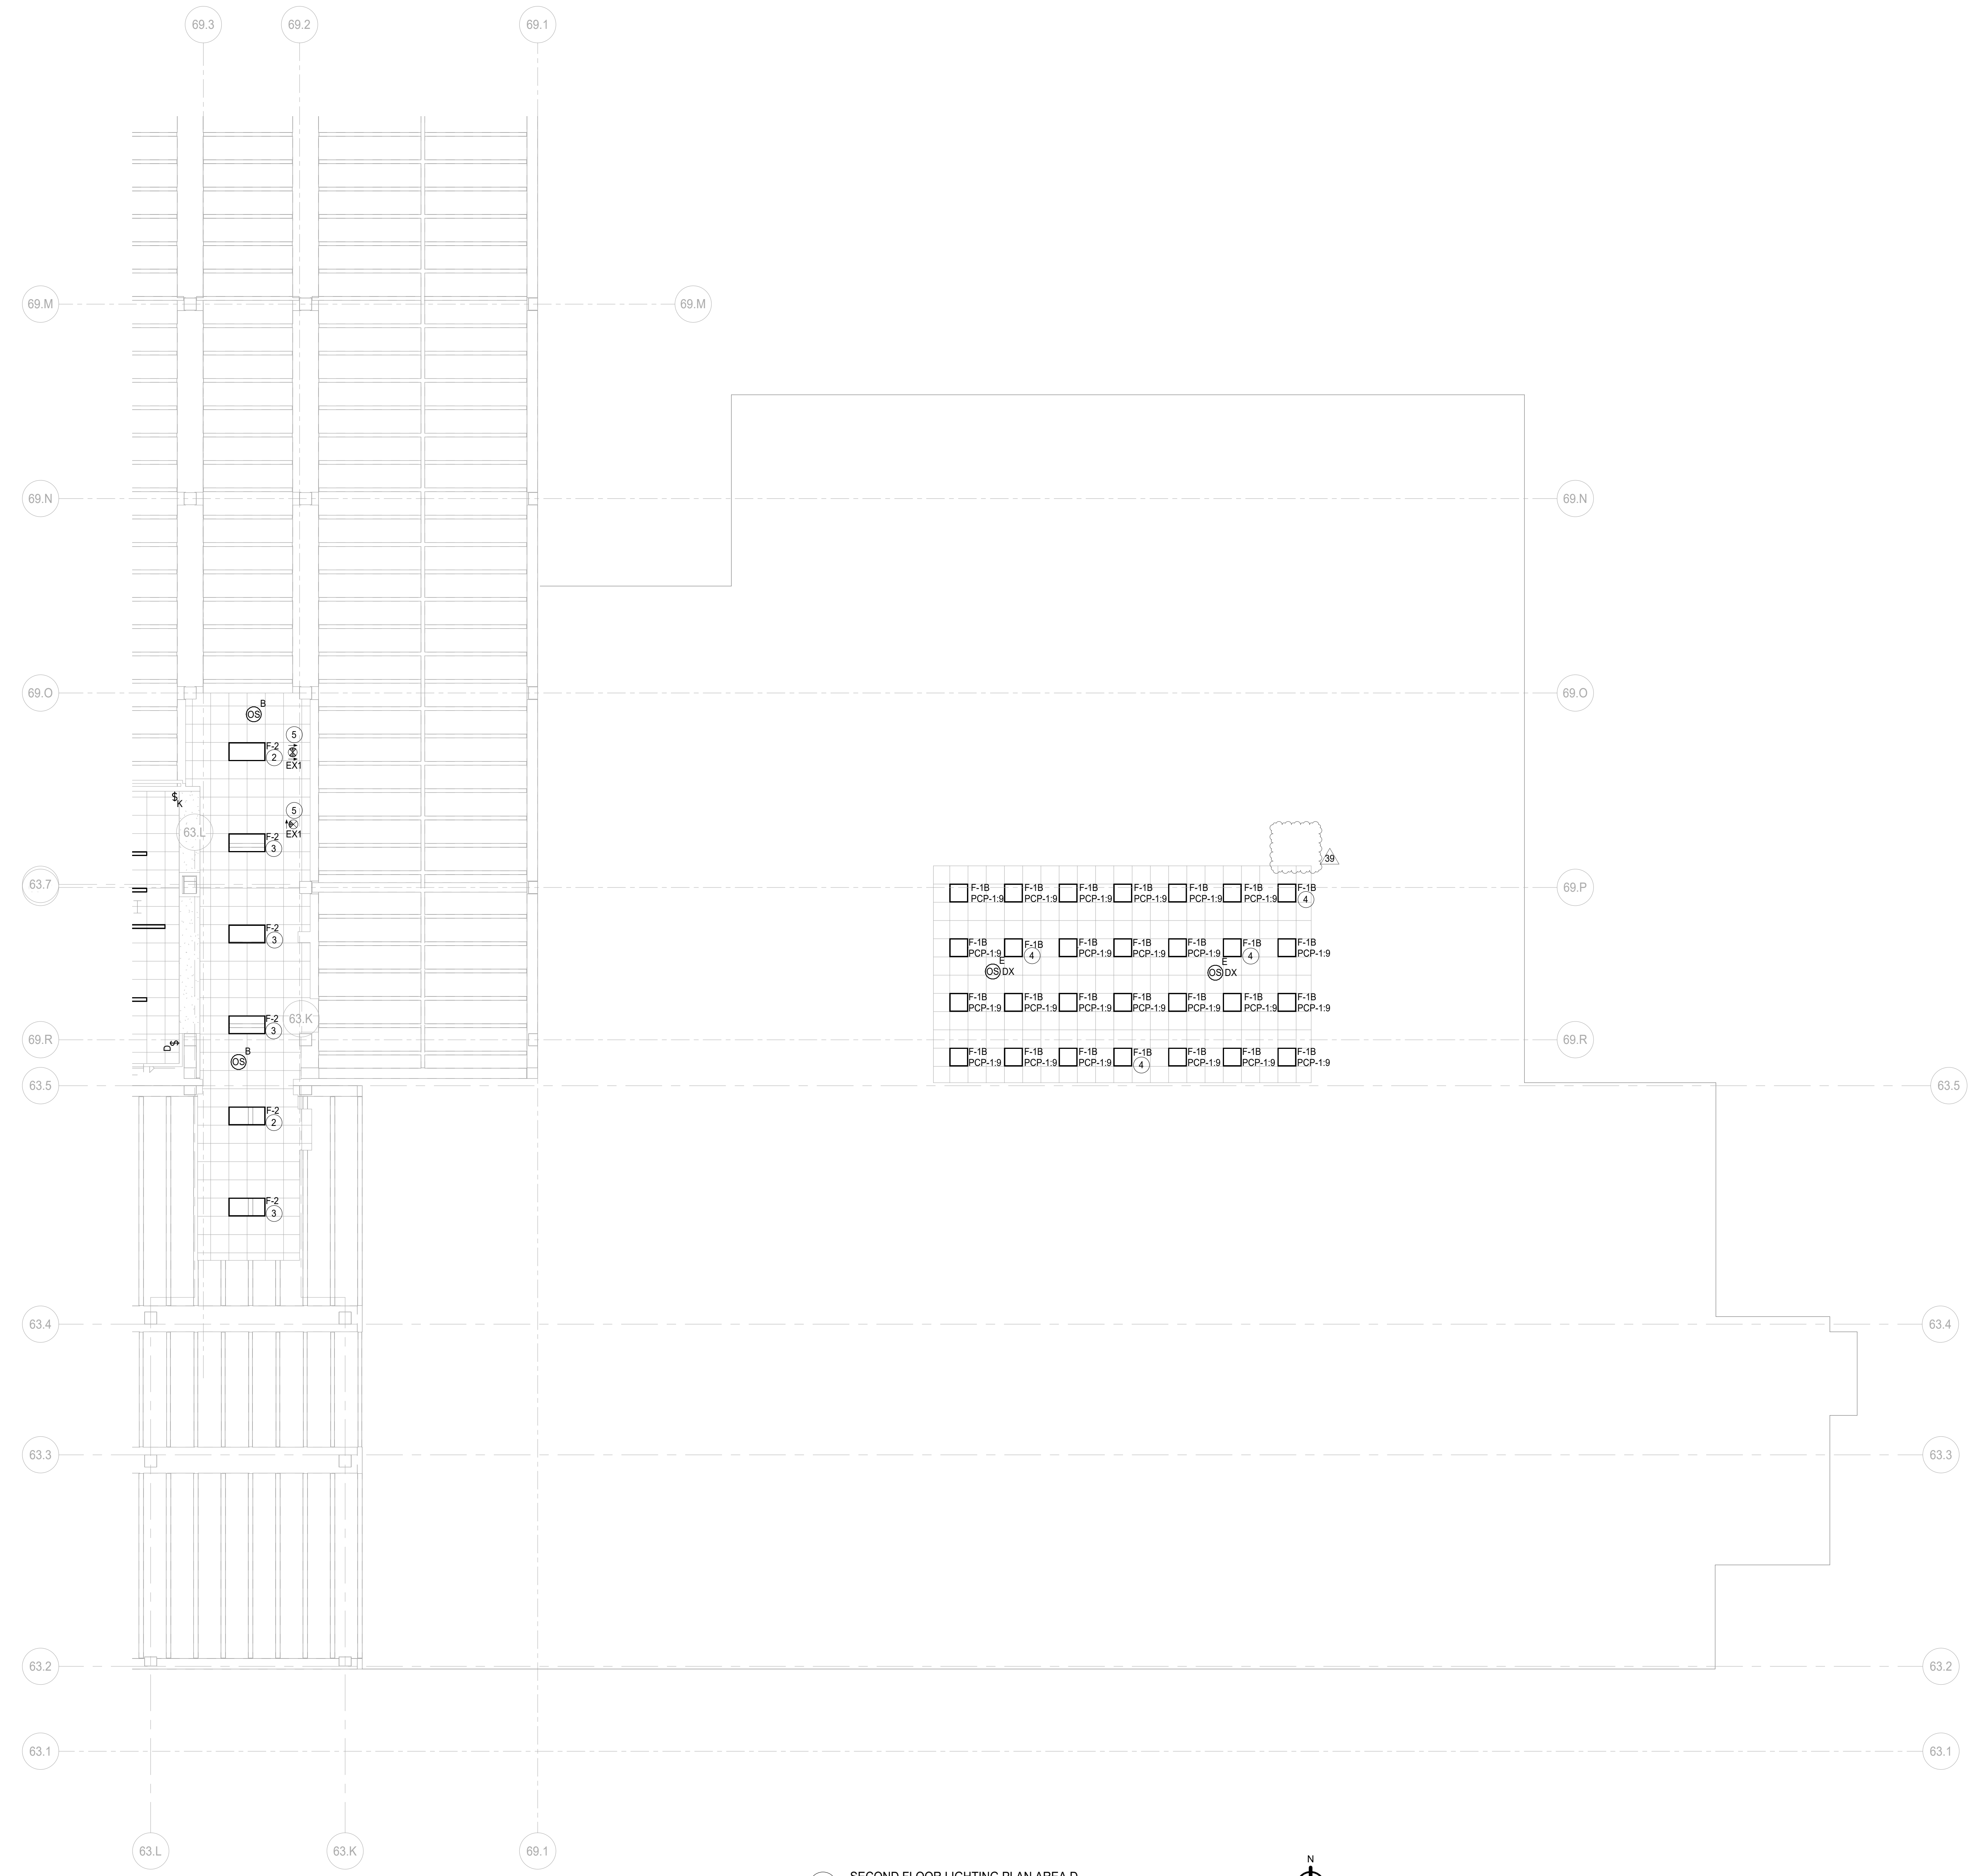 69.3 69.2 69.1
69.M 69.M
69.N 69.N
69.O 69.O
B
OS
5
F-2
2
EX1
$
K
5
EX1
63.L
F-2
3
39
63.7
69.P
F-1B F-1B F-1B F-1B F-1B F-1B F-1B
PCP-1:9 PCP-1:9 PCP-1:9 PCP-1:9 PCP-1:9 PCP-1:9 4
F-2
3
F-1B F-1B F-1B F-1B F-1B F-1B F-1B
PCP-1:9 4 PCP-1:9 PCP-1:9 PCP-1:9 4 PCP-1:9
E E
OS DX OS DX
F-1B F-1B F-1B F-1B F-1B F-1B F-1B
PCP-1:9 PCP-1:9 PCP-1:9 PCP-1:9 PCP-1:9 PCP-1:9 PCP-1:9
63.K
F-2
3
69.R 69.R
D $
B
OS
F-1B F-1B F-1B F-1B F-1B F-1B F-1B
PCP-1:9 PCP-1:9 PCP-1:9 4 PCP-1:9 PCP-1:9 PCP-1:9
63.5 63.5
F-2
2
F-2
3
63.4 63.4
63.3 63.3
63.2 63.2
63.1 63.1
63.L 63.K 69.1
N
SECOND FLOOR LIGHTING PLAN AREA D